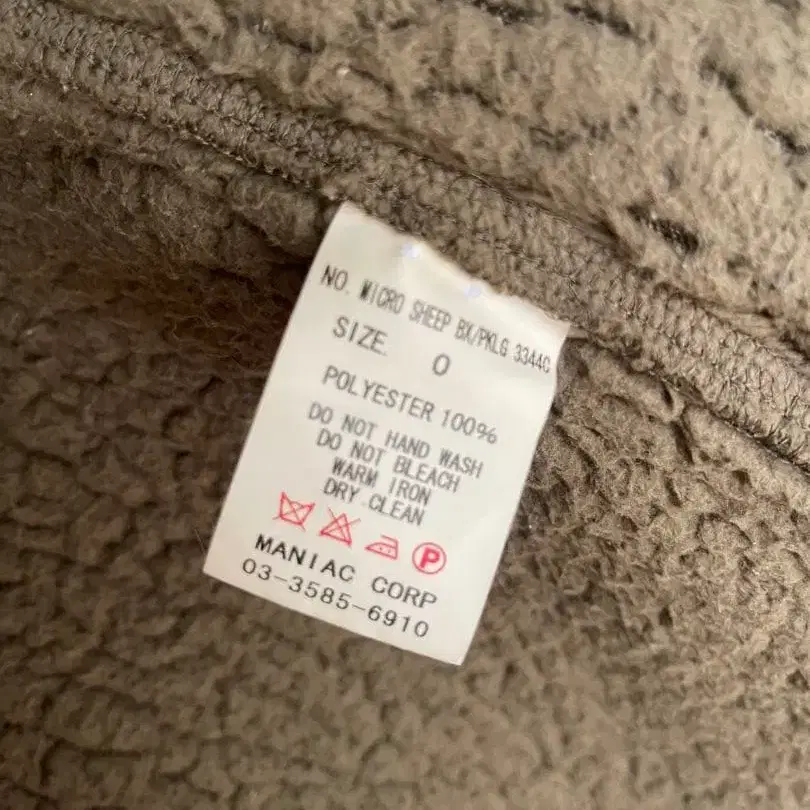 NO. MICRO SHEEP BX/PKLG 3344C
SIZE 0
POLYESTER 100%
DO NOT HAND WASH
DO NOT BLEACH
WARM IRON
DRY.CLEAN
P
MANIAC CORP
03-3585-6910